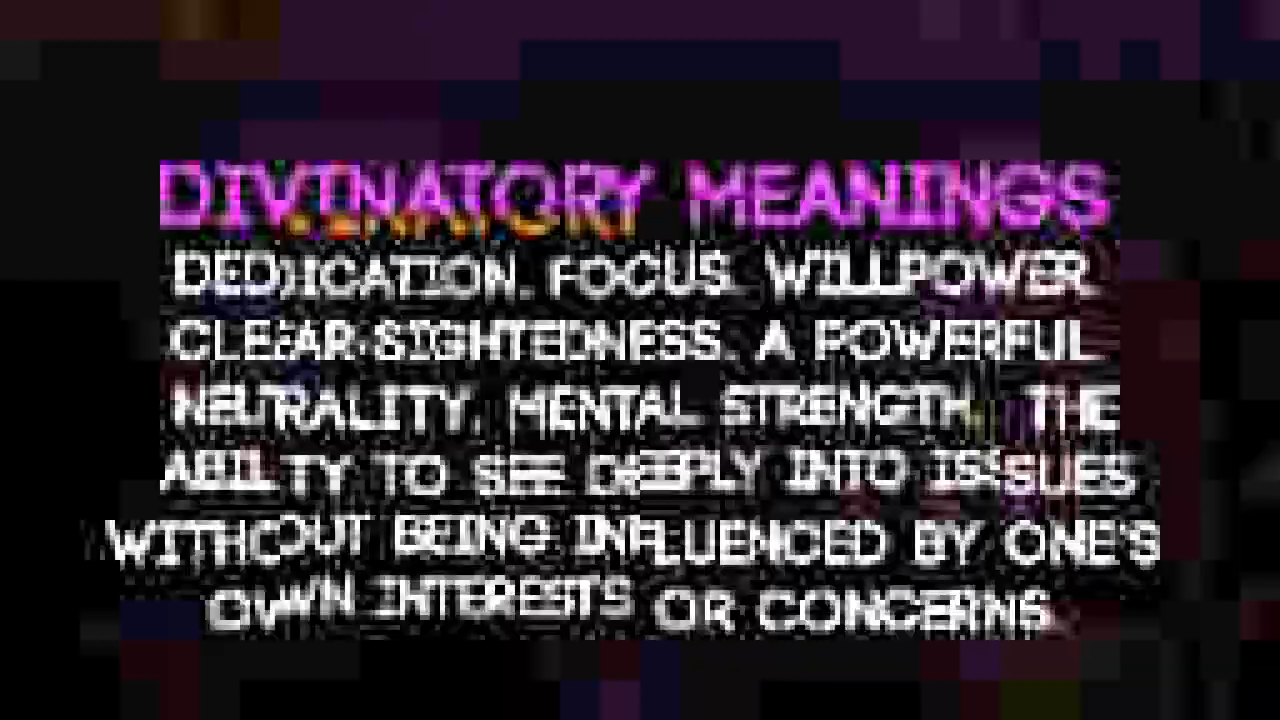 DIVINATORY MEANINGS
DEDICATION. FOCUS. WILLPOWER.
CLEAR-SIGHTEDNESS. A POWERFUL
NEUTRALITY. MENTAL STRENGTH. THE
ABILITY TO SEE DEEPLY INTO ISSUES
WITHOUT BEING INFLUENCED BY ONE'S
OWN INTERESTS OR CONCERNS.